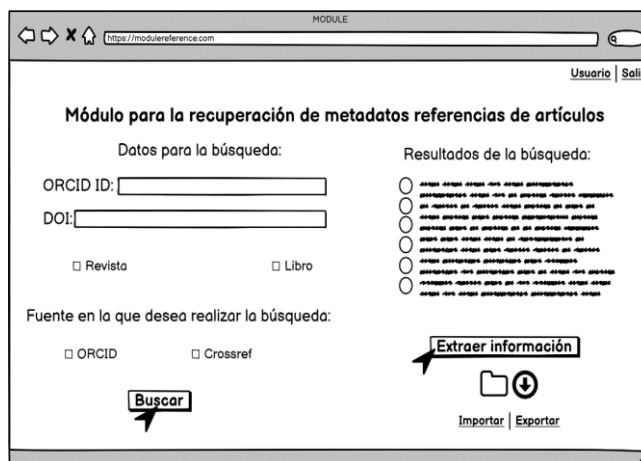 MODULE
https://modulereference.com
Usuario | Sali
Módulo para la recuperación de metadatos referencias de artículos
Datos para la búsqueda:
ORCID ID:
DOI:
Revista
Libro
Fuente en la que desea realizar la búsqueda:
ORCID
Crossref
Buscar
Resultados de la búsqueda:
Extraer información
Importar | Exportar